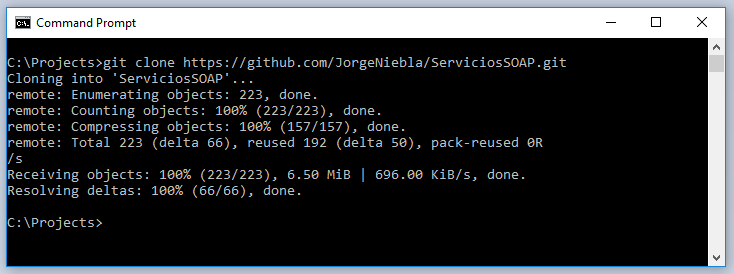 Command Prompt
C:\Projects>git clone https://github.com/JorgeNiebla/ServiciosSOAP.git
Cloning into 'ServiciosSOAP'...
remote: Enumerating objects: 223, done.
remote: Counting objects: 100% (223/223), done.
remote: Compressing objects: 100% (157/157), done.
remote: Total 223 (delta 66), reused 192 (delta 50), pack-reused 0R
/s
Receiving objects: 100% (223/223), 6.50 MiB | 696.00 KiB/s, done.
Resolving deltas: 100% (66/66), done.
C:\Projects>